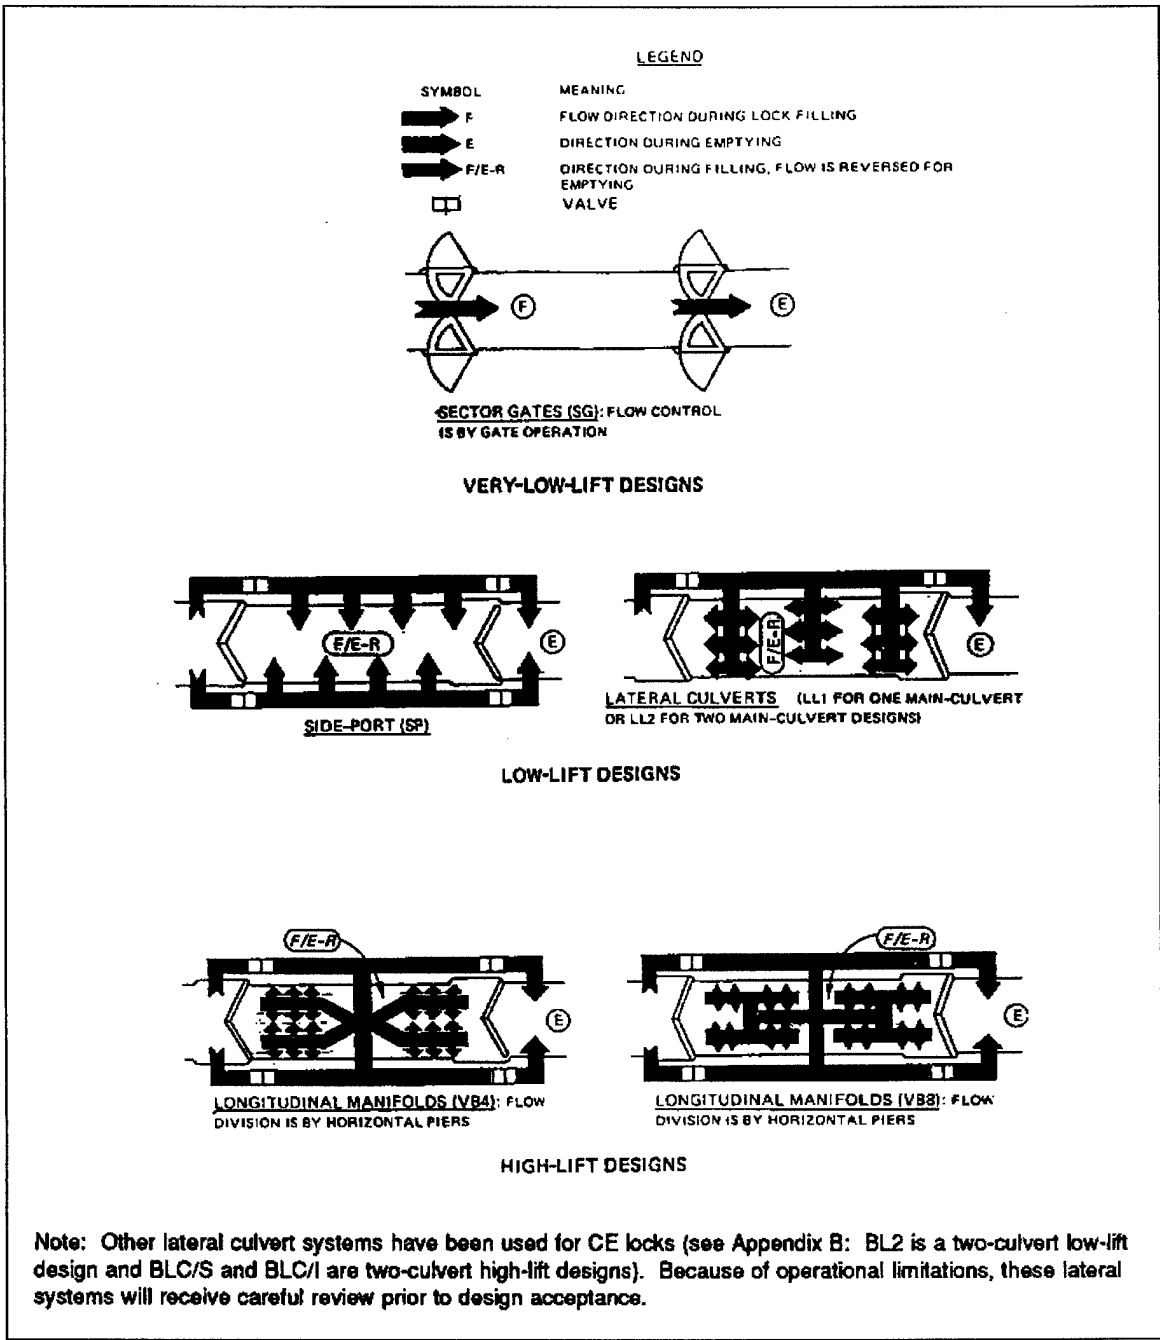 LEGEND
SYMBOL MEANING
F FLOW DIRECTION DURING LOCK FILLING
E DIRECTION DURING EMPTYING
F/E-R DIRECTION DURING FILLING, FLOW IS REVERSED FOR
EMPTYING
VALVE
F
E
SECTOR GATES (SG): FLOW CONTROL
IS BY GATE OPERATION
VERY-LOW-LIFT DESIGNS
F/E-R
E
SIDE-PORT (SP)
F/E-R
E
LATERAL CULVERTS (LL1 FOR ONE MAIN-CULVERT
OR LL2 FOR TWO MAIN-CULVERT DESIGNS)
LOW-LIFT DESIGNS
F/E-R
E
LONGITUDINAL MANIFOLDS (VB4): FLOW
DIVISION IS BY HORIZONTAL PIERS
F/E-R
E
LONGITUDINAL MANIFOLDS (VB8): FLOW
DIVISION IS BY HORIZONTAL PIERS
HIGH-LIFT DESIGNS
Note: Other lateral culvert systems have been used for CE locks (see Appendix B: BL2 is a two-culvert low-lift
design and BLC/S and BLC/I are two-culvert high-lift designs). Because of operational limitations, these lateral
systems will receive careful review prior to design acceptance.